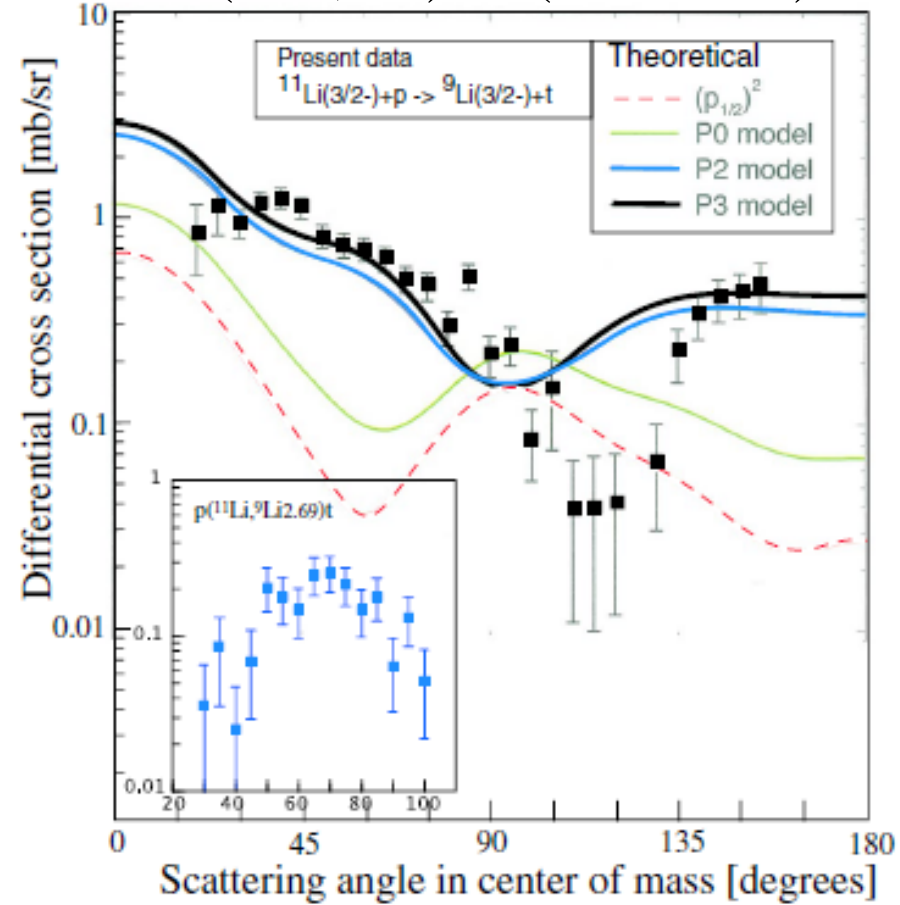 10
1
0.1
0.01
Differential cross section [mb/sr]
Present data
¹¹Li(3/2-)+p -> ⁹Li(3/2-)+t
Theoretical
(p₁/₂)²
P0 model
P2 model
P3 model
1
0.1
0.01
p(¹¹Li,⁹Li2.69)t
20 40 60 80 100
0 45 90 135 180
Scattering angle in center of mass [degrees]